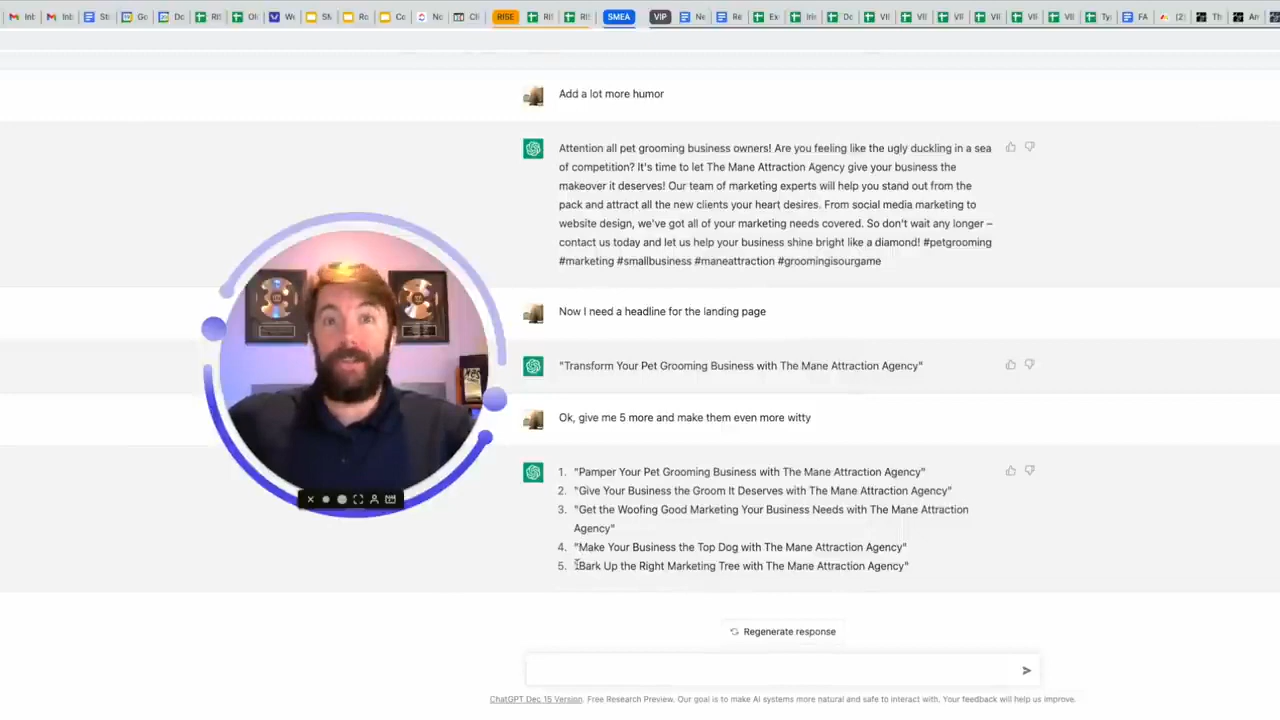 RISE
SMEA
VIP
Add a lot more humor
Attention all pet grooming business owners! Are you feeling like the ugly duckling in a sea
of competition? It's time to let The Mane Attraction Agency give your business the
makeover it deserves! Our team of marketing experts will help you stand out from the
pack and attract all the new clients your heart desires. From social media marketing to
website design, we've got all of your marketing needs covered. So don't wait any longer –
contact us today and let us help your business shine bright like a diamond! #petgrooming
#marketing #smallbusiness #maneattraction #groomingisourgame
Now I need a headline for the landing page
"Transform Your Pet Grooming Business with The Mane Attraction Agency"
Ok, give me 5 more and make them even more witty
1. "Pamper Your Pet Grooming Business with The Mane Attraction Agency"
2. "Give Your Business the Groom It Deserves with The Mane Attraction Agency"
3. "Get the Woofing Good Marketing Your Business Needs with The Mane Attraction
Agency"
4. "Make Your Business the Top Dog with The Mane Attraction Agency"
5. "Bark Up the Right Marketing Tree with The Mane Attraction Agency"
Regenerate response
ChatGPT Dec 15 Version. Free Research Preview. Our goal is to make AI systems more natural and safe to interact with. Your feedback will help us improve.